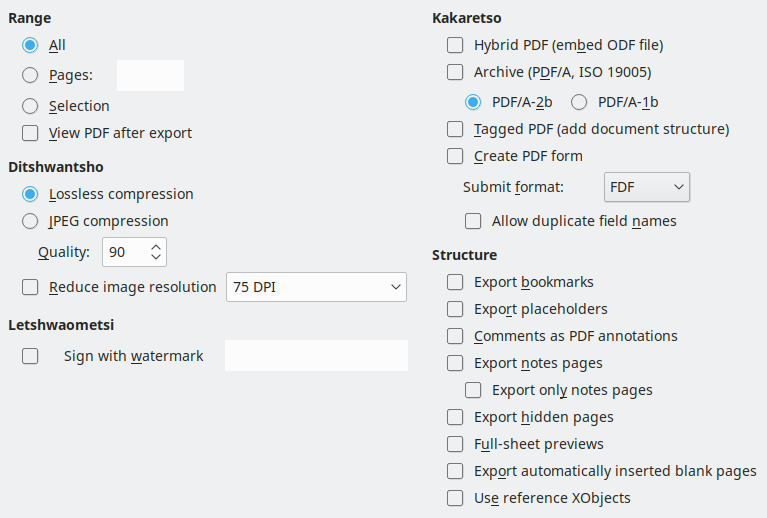 Range
All
Pages:
Selection
View PDF after export
Ditshwantsho
Lossless compression
JPEG compression
Quality: 90
Reduce image resolution 75 DPI
Letshwaometsi
Sign with watermark
Kakaretso
Hybrid PDF (embed ODF file)
Archive (PDF/A, ISO 19005)
PDF/A-2b PDF/A-1b
Tagged PDF (add document structure)
Create PDF form
Submit format: FDF
Allow duplicate field names
Structure
Export bookmarks
Export placeholders
Comments as PDF annotations
Export notes pages
Export only notes pages
Export hidden pages
Full-sheet previews
Export automatically inserted blank pages
Use reference XObjects